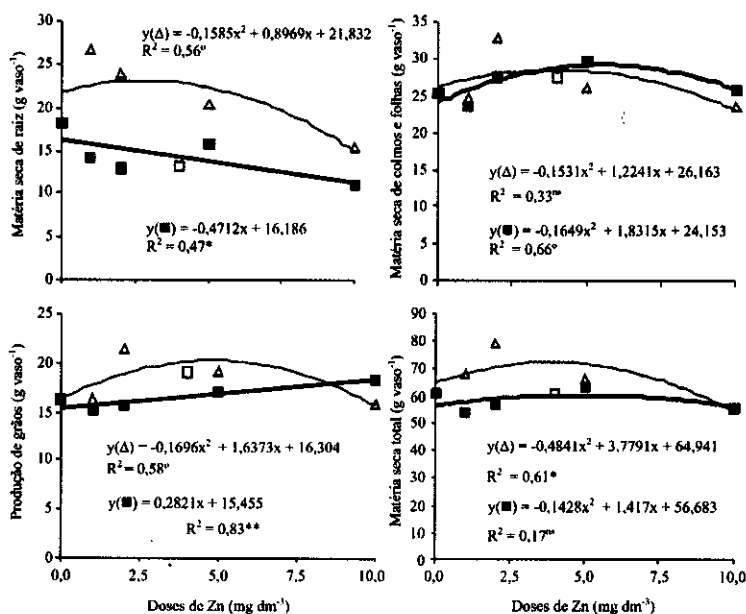 Matéria seca de raiz (g vaso⁻¹)
30
25
20
15
10
5
0
y(Δ) = -0,1585x² + 0,8969x + 21,832
R² = 0,56º
y(■) = -0,4712x + 16,186
R² = 0,47*
Matéria seca de colmos e folhas (g vaso⁻¹)
35
30
25
20
15
10
5
0
y(Δ) = -0,1531x² + 1,2241x + 26,163
R² = 0,33ⁿˢ
y(■) = -0,1649x² + 1,8315x + 24,153
R² = 0,66º
Produção de grãos (g vaso⁻¹)
25
20
15
10
5
0
y(Δ) = -0,1696x² + 1,6373x + 16,304
R² = 0,58º
y(■) = 0,2821x + 15,455
R² = 0,83**
0,0 2,5 5,0 7,5 10,0
Doses de Zn (mg dm⁻³)
Matéria seca total (g vaso⁻¹)
90
80
70
60
50
40
30
20
10
0
y(Δ) = -0,4841x² + 3,7791x + 64,941
R² = 0,61*
y(■) = -0,1428x² + 1,417x + 56,683
R² = 0,17ⁿˢ
0,0 2,5 5,0 7,5 10,0
Doses de Zn (mg dm⁻³)